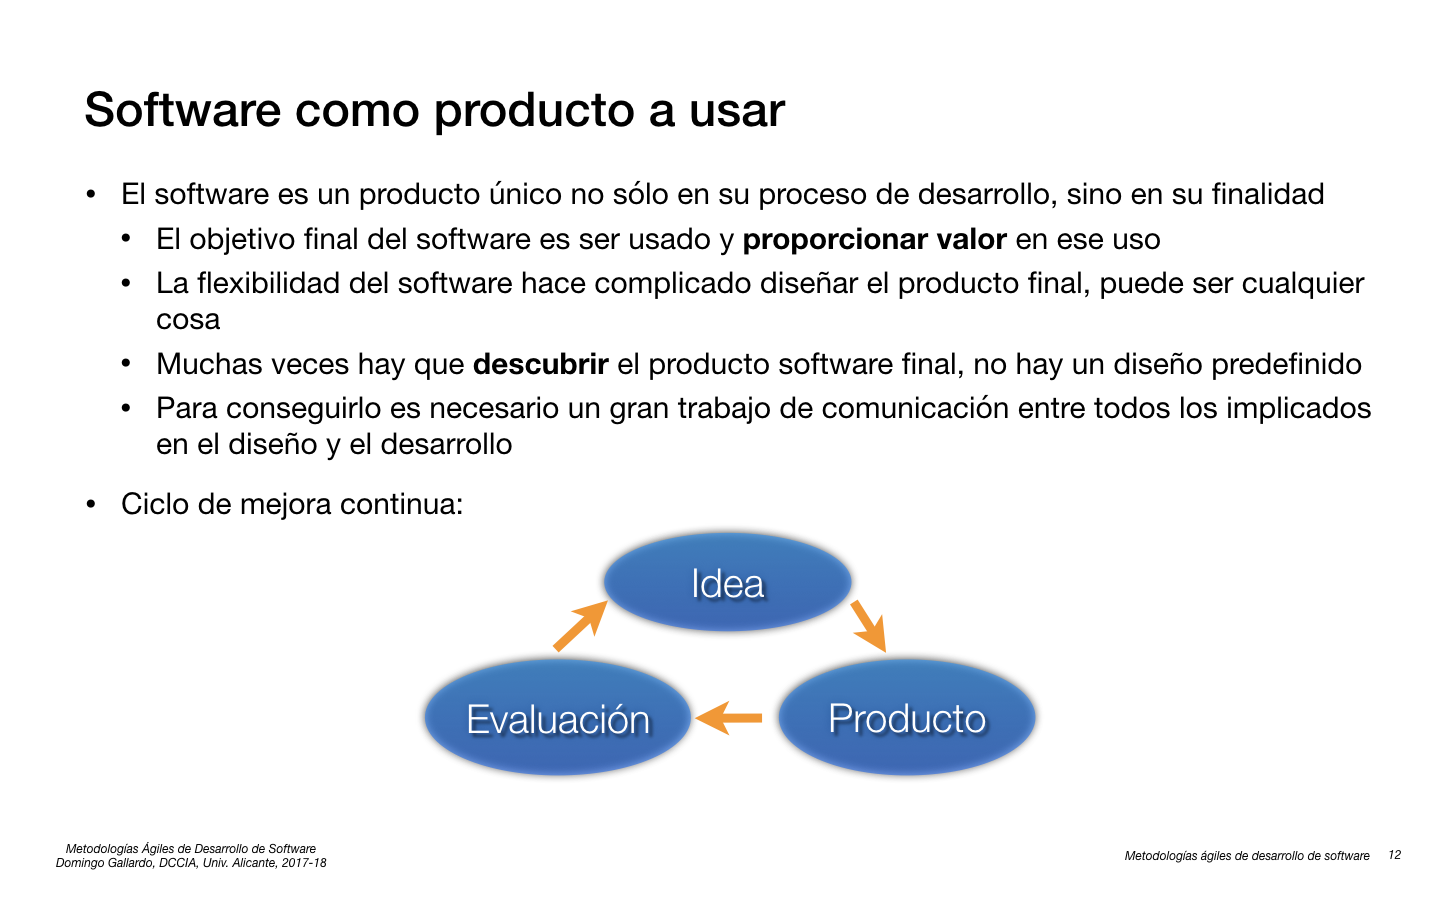 Software como producto a usar
• El software es un producto único no sólo en su proceso de desarrollo, sino en su finalidad
• El objetivo final del software es ser usado y proporcionar valor en ese uso
• La flexibilidad del software hace complicado diseñar el producto final, puede ser cualquier
cosa
• Muchas veces hay que descubrir el producto software final, no hay un diseño predefinido
• Para conseguirlo es necesario un gran trabajo de comunicación entre todos los implicados
en el diseño y el desarrollo
• Ciclo de mejora continua:
Idea
Evaluación
Producto
Metodologías Ágiles de Desarrollo de Software
Domingo Gallardo, DCCIA, Univ. Alicante, 2017-18
Metodologías ágiles de desarrollo de software 12